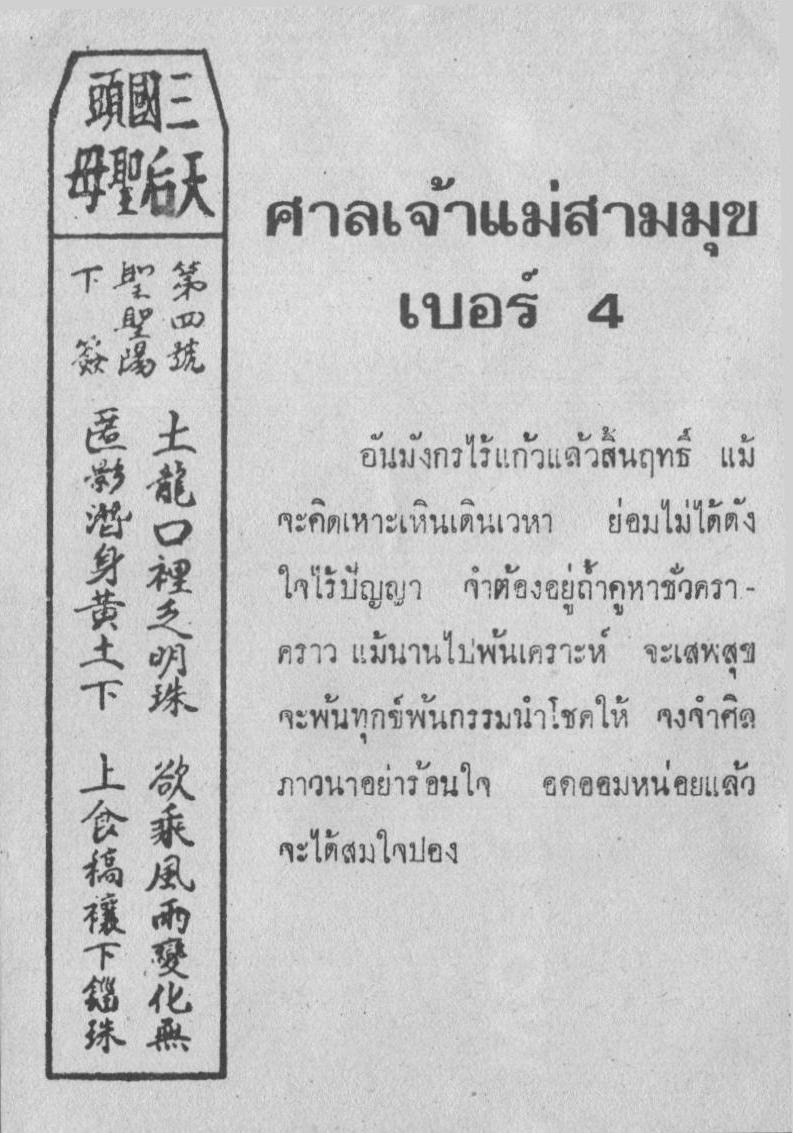 三國頭
天后聖母
第四號
聖聖陽
下簽
土龍口裡乏明珠
欲乘風雨變化無
匿影潛身黃土下
上食稿襄下錙珠
ศาลเจ้าแม่สามมุข
เบอร์ 4
อันมังกรไร้แก้วแล้วสิ้นฤทธิ์ แม้
จะคิดเหาะเหินเดินเวหา ย่อมไม่ได้ดัง
ใจไร้ปัญญา จำต้องอยู่ถ้ำคูหาชั่วครา-
คราว แม้นานไปพ้นเคราะห์ จะเสพสุข
จะพ้นทุกข์พ้นกรรมนำโชคให้ จงจำศิล
ภาวนาอย่าร้อนใจ อดออมหน่อยแล้ว
จะได้สมใจปอง